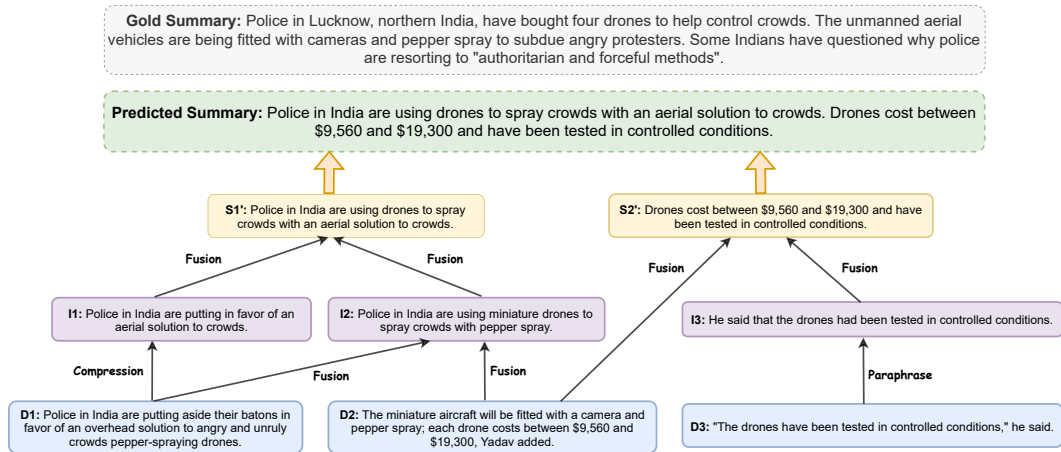 Gold Summary: Police in Lucknow, northern India, have bought four drones to help control crowds. The unmanned aerial
vehicles are being fitted with cameras and pepper spray to subdue angry protesters. Some Indians have questioned why police
are resorting to "authoritarian and forceful methods".
Predicted Summary: Police in India are using drones to spray crowds with an aerial solution to crowds. Drones cost between
$9,560 and $19,300 and have been tested in controlled conditions.
S1': Police in India are using drones to spray
crowds with an aerial solution to crowds.
S2': Drones cost between $9,560 and $19,300 and have
been tested in controlled conditions.
Fusion
Fusion
Fusion
Fusion
I1: Police in India are putting in favor of an
aerial solution to crowds.
I2: Police in India are using miniature drones to
spray crowds with pepper spray.
I3: He said that the drones had been tested in controlled conditions.
Compression
Fusion
Fusion
Paraphrase
D1: Police in India are putting aside their batons in
favor of an overhead solution to angry and unruly
crowds pepper-spraying drones.
D2: The miniature aircraft will be fitted with a camera and
pepper spray; each drone costs between $9,560 and
$19,300, Yadav added.
D3: "The drones have been tested in controlled conditions," he said.